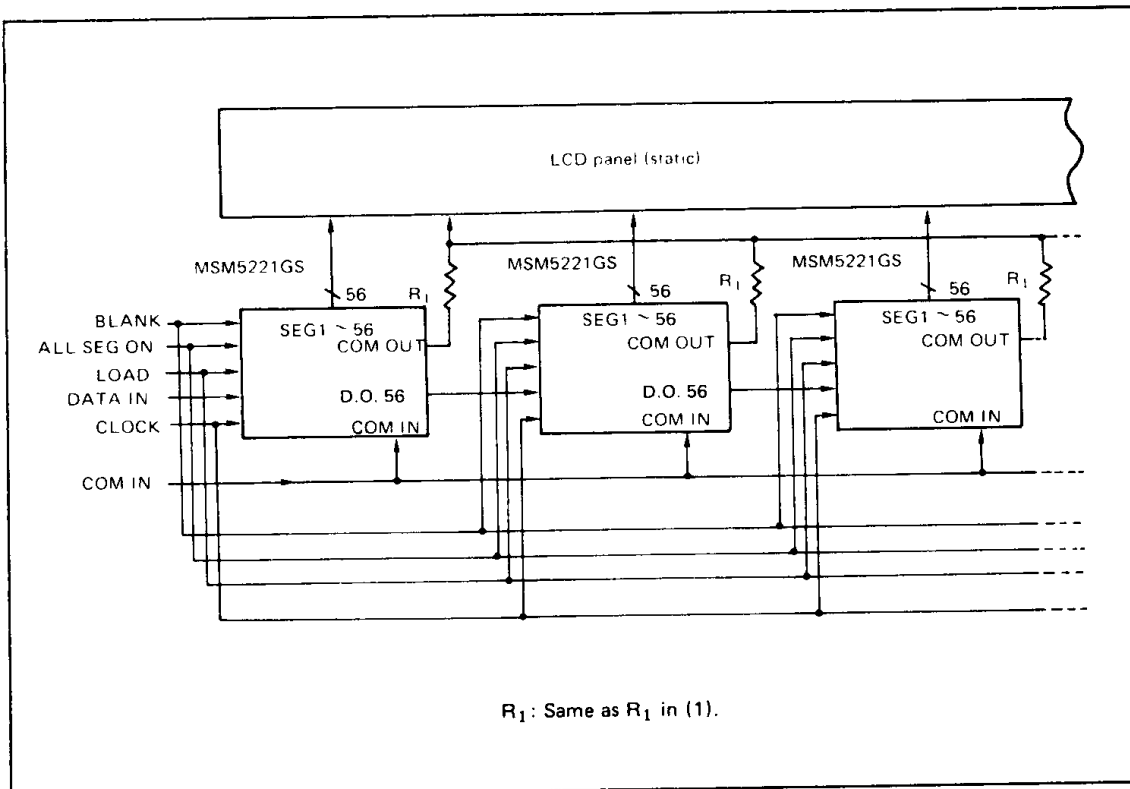 LCD panel (static)
MSM5221GS
MSM5221GS
MSM5221GS
56
R1
56
R1
56
R1
BLANK
ALL SEG ON
LOAD
DATA IN
CLOCK
SEG1 ~ 56
COM OUT
D.O. 56
COM IN
SEG1 ~ 56
COM OUT
D.O. 56
COM IN
SEG1 ~ 56
COM OUT
COM IN
COM IN
R1: Same as R1 in (1).